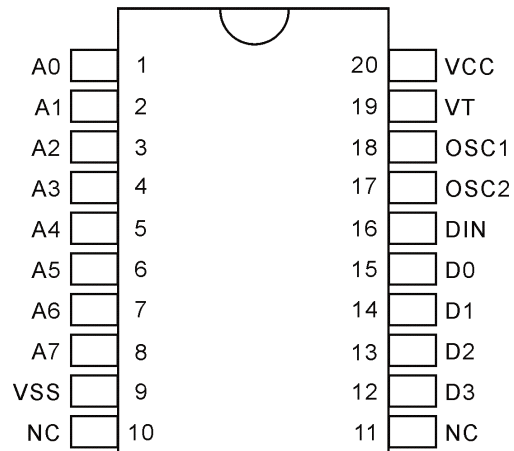 A0 1 20 VCC
A1 2 19 VT
A2 3 18 OSC1
A3 4 17 OSC2
A4 5 16 DIN
A5 6 15 D0
A6 7 14 D1
A7 8 13 D2
VSS 9 12 D3
NC 10 11 NC